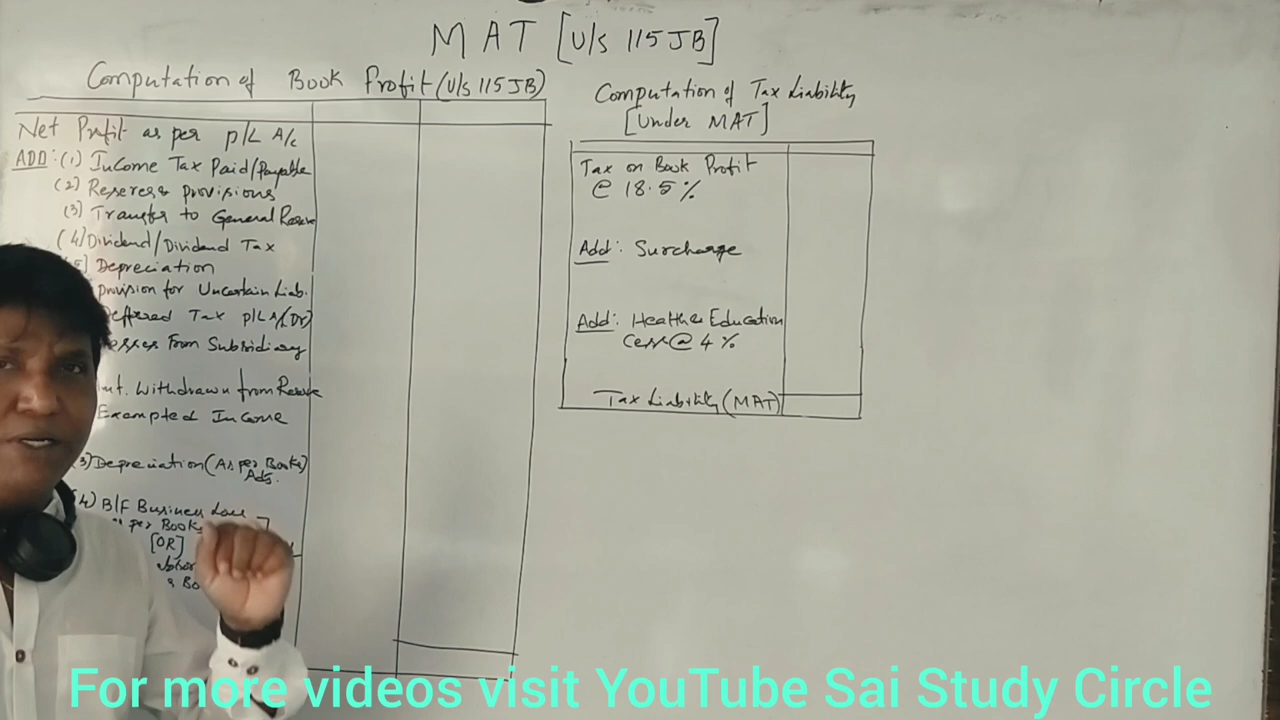 MAT [U/s 115JB]
Computation of Book Profit (U/s 115JB)
Net Profit as per P/L A/c
ADD: (1) Income Tax Paid/Payable
(2) Reseress provisions
(3) Transfer to General Reserve
(4) Dividend/Dividend Tax
5] Depreciation
provision for Uncertain Liab.
Deffered Tax P/L A/c(Dr)
From Subsidiary
Withdrawn from Reserve
Exampted Income
3) Depreciation (As per Books)
Ads.
(4) B/F Business Loss
per Books
[OR]
Computation of Tax Liability
[Under MAT]
Tax on Book Profit
@ 18.5%
Add: Surcharge
Add: Health & Education
Cess @ 4%
Tax Liability (MAT)
For more videos visit YouTube Sai Study Circle